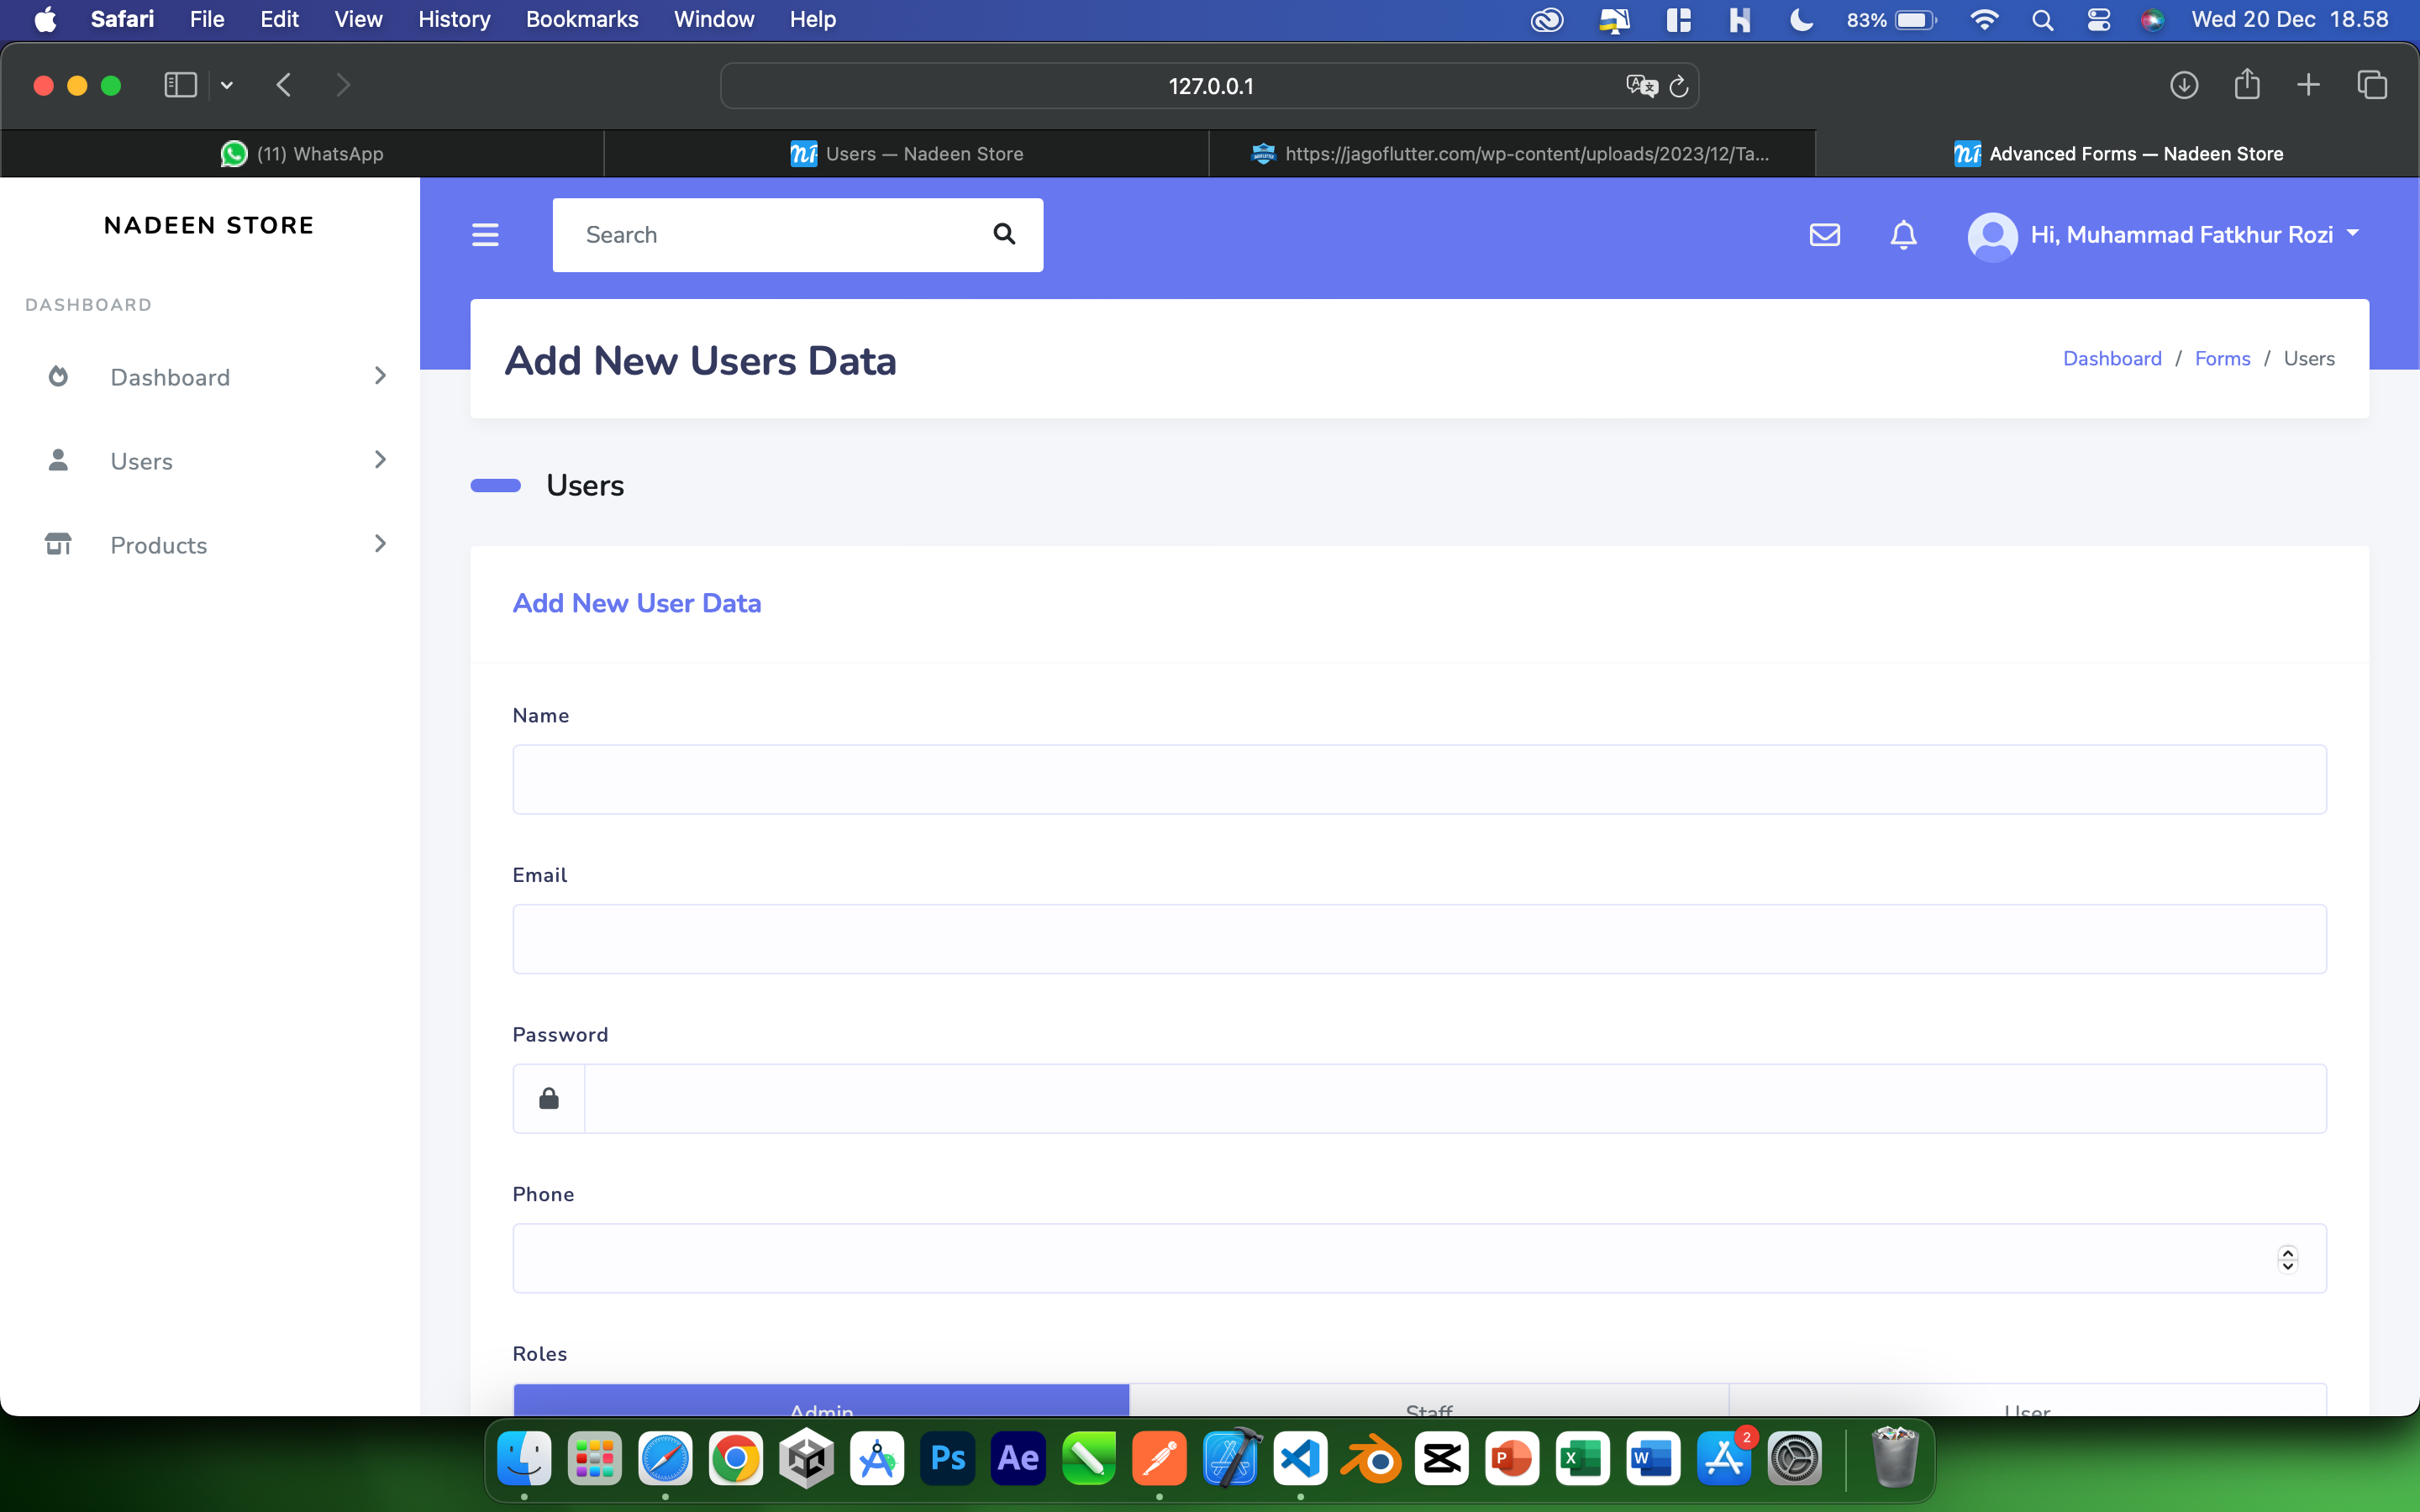 Safari File Edit View History Bookmarks Window Help 83% Wed 20 Dec 18.58
127.0.0.1
(11) WhatsApp
Users — Nadeen Store
https://jagoflutter.com/wp-content/uploads/2023/12/Ta...
Advanced Forms — Nadeen Store
NADEEN STORE
Search
Hi, Muhammad Fatkhur Rozi
DASHBOARD
Dashboard
Users
Products
Add New Users Data
Dashboard / Forms / Users
Users
Add New User Data
Name
Email
Password
Phone
Roles
Admin Staff User
Ps
Ae
P
X
W
2